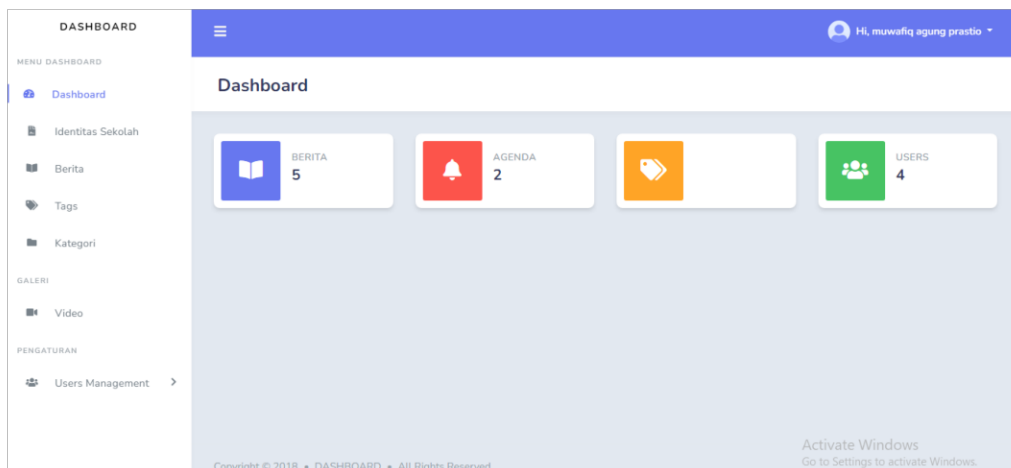 DASHBOARD
MENU DASHBOARD
Dashboard
Identitas Sekolah
Berita
Tags
Kategori
GALERI
Video
PENGATURAN
Users Management
Hi, muwafiq agung prastio
Dashboard
BERITA
5
AGENDA
2
USERS
4
Activate Windows
Go to Settings to activate Windows.
Copyright © 2018 • DASHBOARD • All Rights Reserved